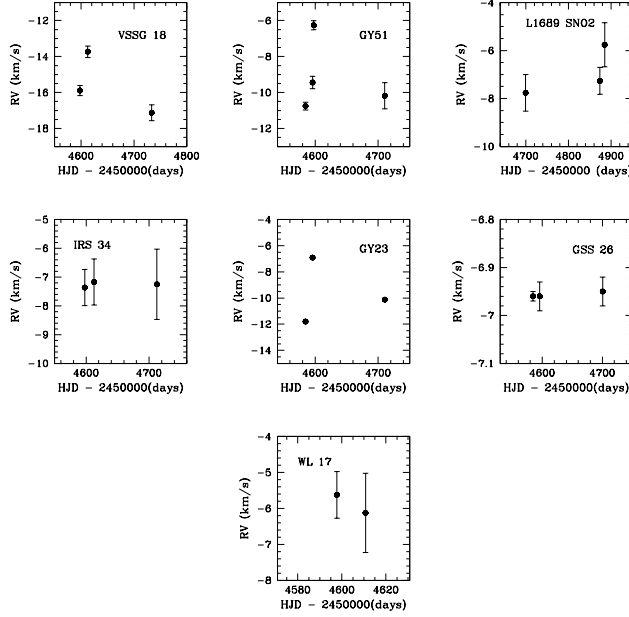 VSSG 18
RV (km/s)
-12
-14
-16
-18
4600
4700
4800
HJD - 2450000(days)
GY51
RV (km/s)
-6
-8
-10
-12
4600
4700
HJD - 2450000(days)
L1689 SNO2
RV (km/s)
-4
-6
-8
-10
4700
4800
4900
HJD - 2450000 (days)
IRS 34
RV (km/s)
-5
-6
-7
-8
-9
-10
4600
4700
HJD - 2450000(days)
GY23
RV (km/s)
-4
-6
-8
-10
-12
-14
4600
4700
HJD - 2450000(days)
GSS 26
RV (km/s)
-6.8
-6.9
-7
-7.1
4600
4700
HJD - 2450000(days)
WL 17
RV (km/s)
-4
-5
-6
-7
-8
4580
4600
4620
HJD - 2450000(days)